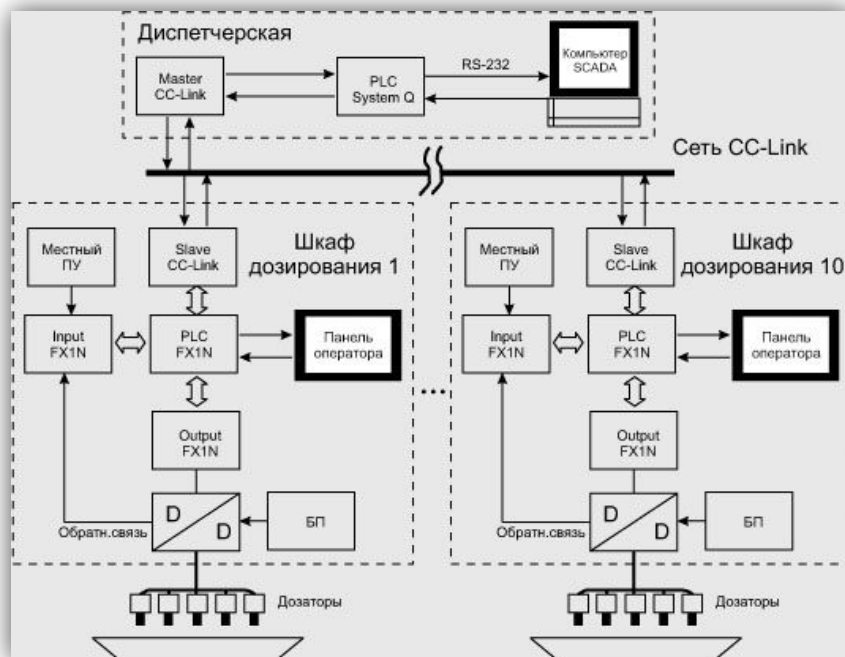 Диспетчерская
Master
CC-Link
PLC
System Q
RS-232
Компьютер
SCADA
Сеть CC-Link
Местный
ПУ
Slave
CC-Link
Шкаф
дозирования 1
Input
FX1N
PLC
FX1N
Панель
оператора
Output
FX1N
Обратн.связь
D
D
БП
Дозаторы
...
Местный
ПУ
Slave
CC-Link
Шкаф
дозирования 10
Input
FX1N
PLC
FX1N
Панель
оператора
Output
FX1N
Обратн.связь
D
D
БП
Дозаторы